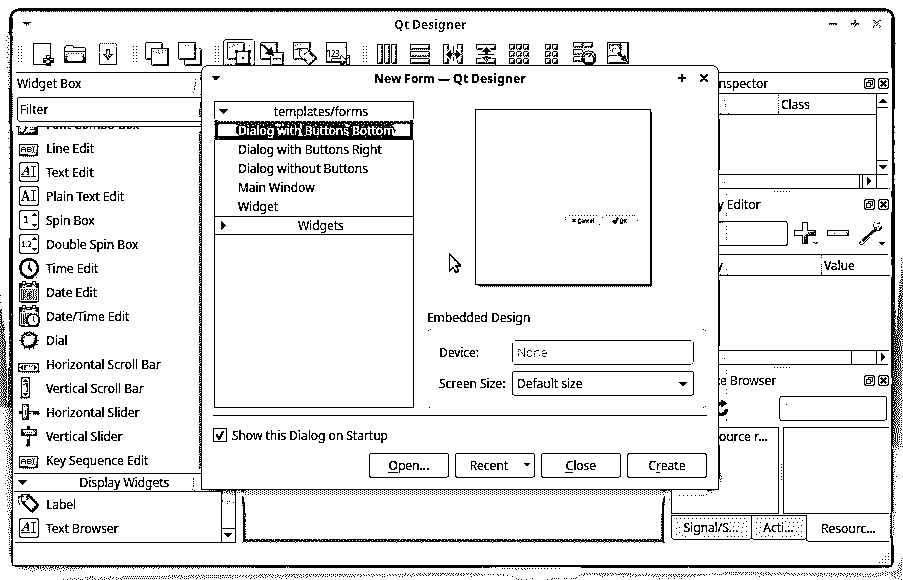 Qt Designer
Widget Box
Filter
Line Edit
Text Edit
Plain Text Edit
Spin Box
Double Spin Box
Time Edit
Date Edit
Date/Time Edit
Dial
Horizontal Scroll Bar
Vertical Scroll Bar
Horizontal Slider
Vertical Slider
Key Sequence Edit
Display Widgets
Label
Text Browser
New Form — Qt Designer
templates/forms
Dialog with Buttons Bottom
Dialog with Buttons Right
Dialog without Buttons
Main Window
Widget
Widgets
Cancel OK
Embedded Design
Device: None
Screen Size: Default size
Show this Dialog on Startup
Open... Recent Close Create
nspector
Class
y Editor
Value
ce Browser
ource r...
Signal/S... Acti... Resourc...